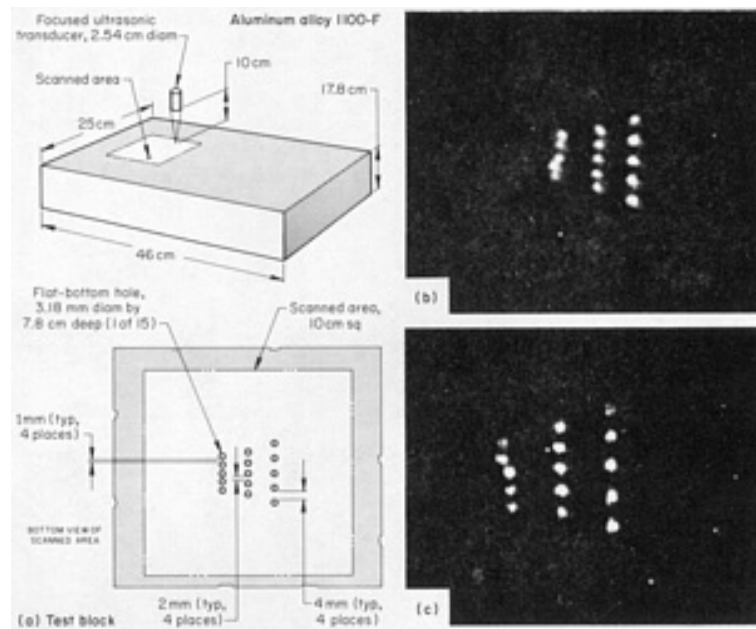 Focused ultrasonic
transducer, 2.54 cm diam
Aluminum alloy 1100-F
Scanned area
10 cm
17.8 cm
25 cm
46 cm
Flat-bottom hole,
3.18 mm diam by
7.8 cm deep (1 of 15)
Scanned area,
10 cm sq
1mm (typ,
4 places)
BOTTOM VIEW OF
SCANNED AREA
2 mm (typ,
4 places)
4 mm (typ,
4 places)
(a) Test block
(b)
(c)